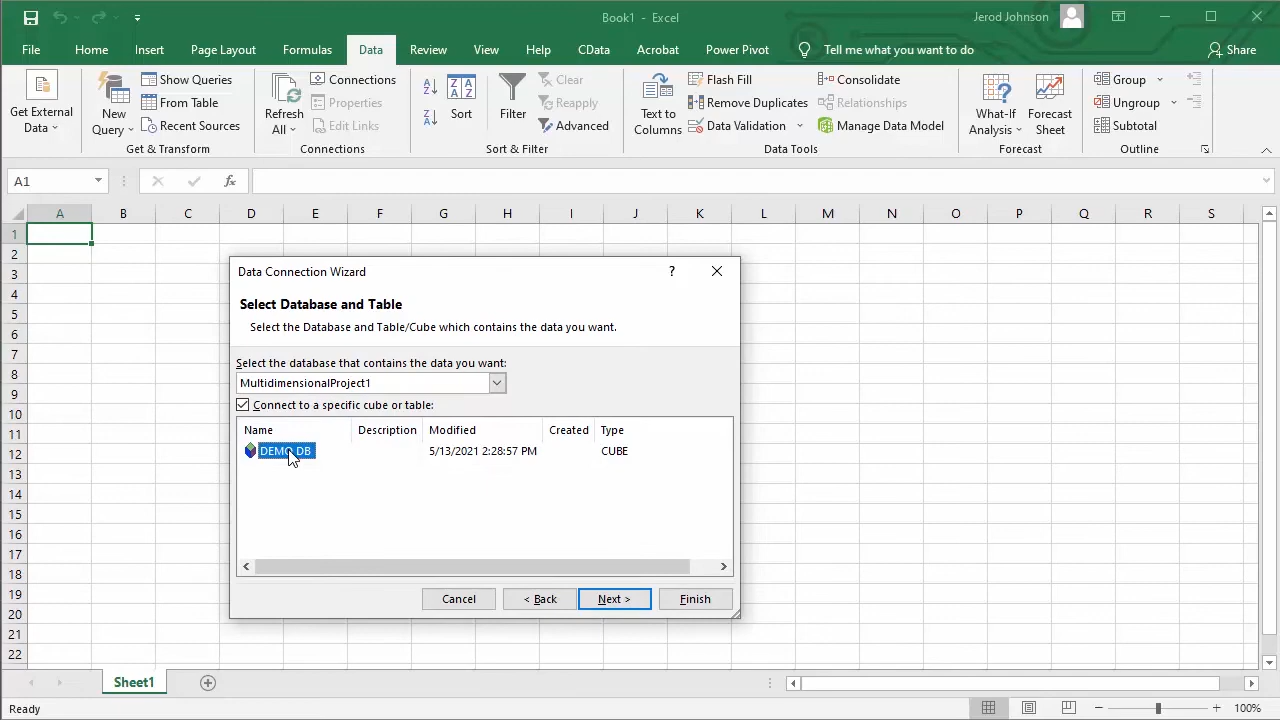 Book1 - Excel
Jerod Johnson
File Home Insert Page Layout Formulas Data Review View Help CData Acrobat Power Pivot Tell me what you want to do Share
Get External Data
New Query
Show Queries
From Table
Recent Sources
Get & Transform
Refresh All
Connections
Properties
Edit Links
Connections
Sort
Filter
Clear
Reapply
Advanced
Sort & Filter
Text to Columns
Flash Fill
Remove Duplicates
Data Validation
Consolidate
Relationships
Manage Data Model
Data Tools
What-If Analysis
Forecast Sheet
Forecast
Group
Ungroup
Subtotal
Outline
A1
fx
A B C D E F G H I J K L M N O P Q R S
1
2
3
4
5
6
7
8
9
10
11
12
13
14
15
16
17
18
19
20
21
22
Data Connection Wizard ?
Select Database and Table
Select the Database and Table/Cube which contains the data you want.
Select the database that contains the data you want:
MultidimensionalProject1
Connect to a specific cube or table:
Name Description Modified Created Type
DEMO DB 5/13/2021 2:28:57 PM CUBE
Cancel < Back Next > Finish
Sheet1
Ready
100%